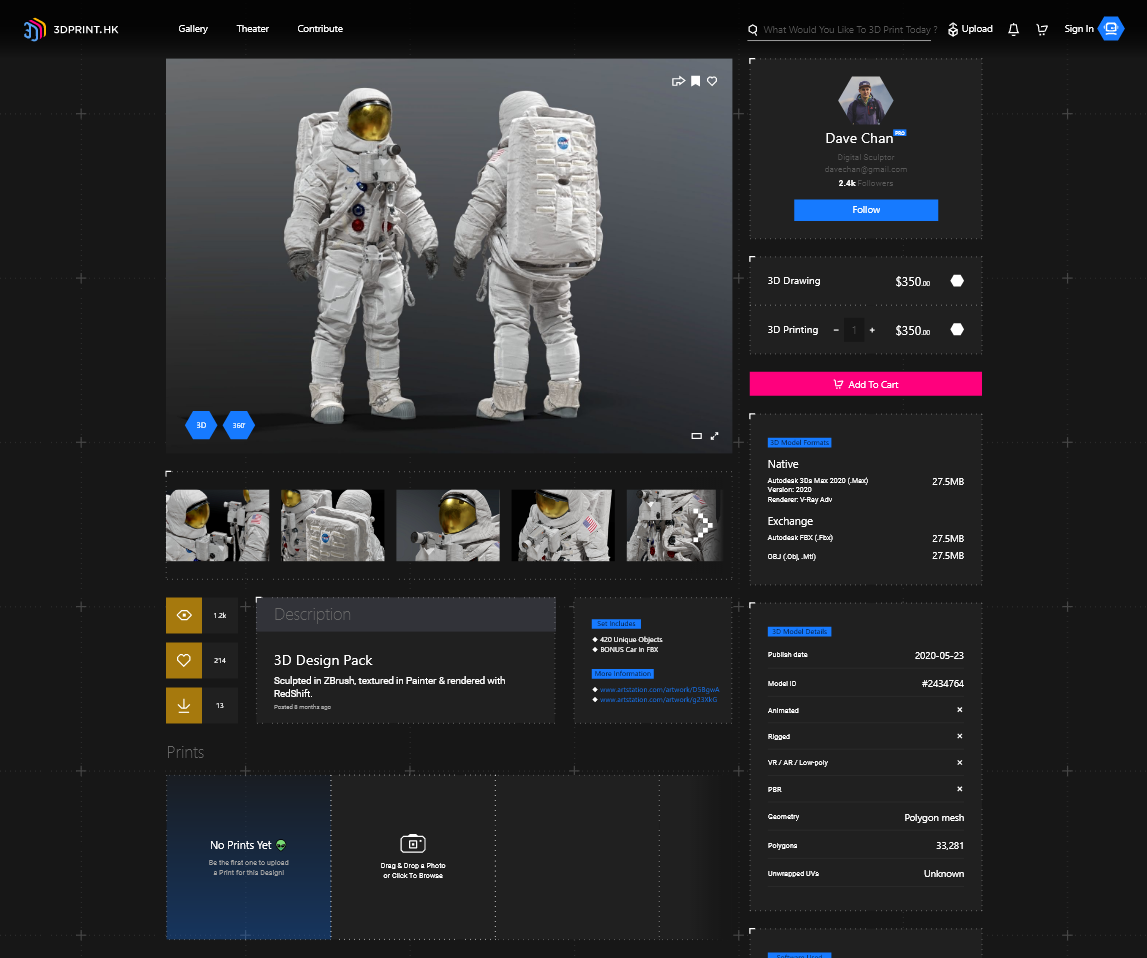 3DPRINT.HK
Gallery
Theater
Contribute
What Would You Like To 3D Print Today ?
Upload
Sign In
3D
360°
Dave Chan PRO
Digital Sculptor
davechan@gmail.com
2.4k Followers
Follow
3D Drawing
$350.00
3D Printing
- 1 +
$350.00
Add To Cart
3D Model Formats
Native
Autodesk 3Ds Max 2020 (.Max)
27.5MB
Version: 2020
Renderer: V-Ray Adv
Exchange
Autodesk FBX (.Fbx)
27.5MB
OBJ (.Obj, .Mtl)
27.5MB
1.2k
214
13
Description
3D Design Pack
Sculpted in ZBrush, textured in Painter & rendered with
RedShift.
Posted 8 months ago
Set Includes
420 Unique Objects
BONUS Car in FBX
More Information
www.artstation.com/artwork/D5BgwA
www.artstation.com/artwork/gZ3XkG
3D Model Details
Publish date
2020-05-23
Model ID
#2434764
Animated
×
Rigged
×
VR / AR / Low-poly
×
PBR
×
Geometry
Polygon mesh
Polygons
33,281
Unwrapped UVs
Unknown
Prints
No Prints Yet
Be the first one to upload
a Print for this Design!
Drag & Drop a Photo
or Click To Browse